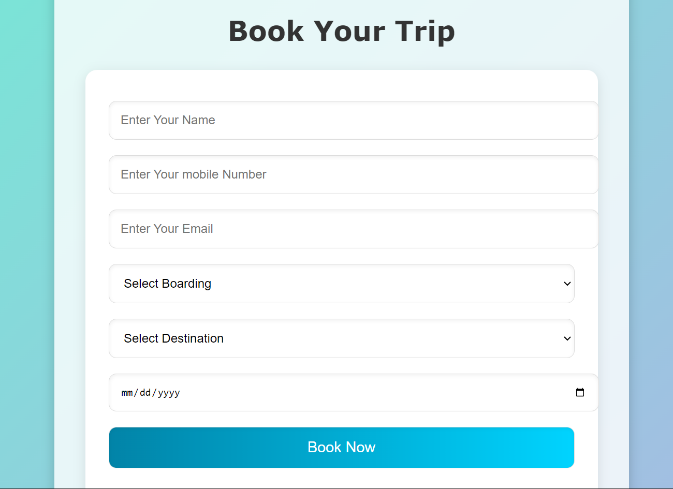 Book Your Trip
Enter Your Name
Enter Your mobile Number
Enter Your Email
Select Boarding
Select Destination
mm/dd/yyyy
Book Now